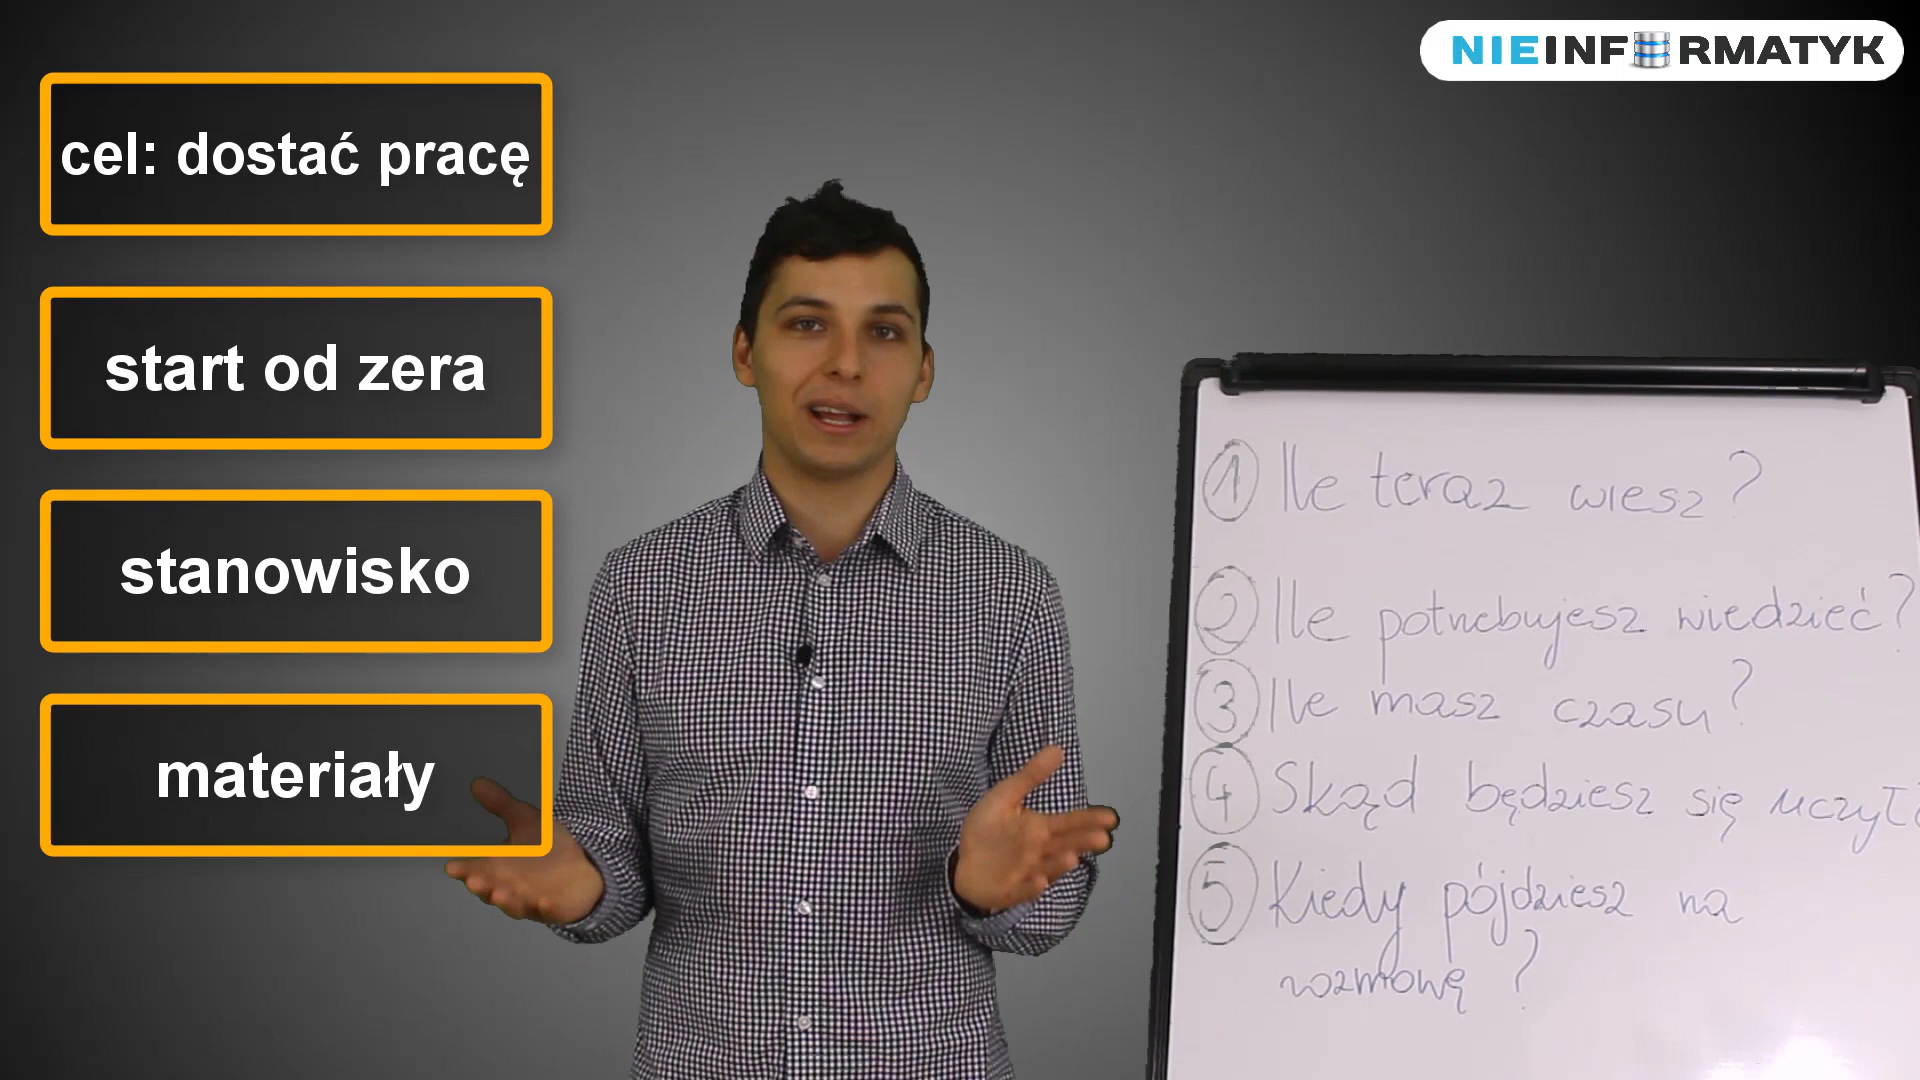 NIEINFORMATYK
cel: dostać pracę
start od zera
stanowisko
materiały
1 Ile teraz wiesz?
2 Ile potrzebujesz wiedzieć?
3 Ile masz czasu?
4 Skąd będziesz się uczył?
5 Kiedy pójdziesz na
rozmowę?